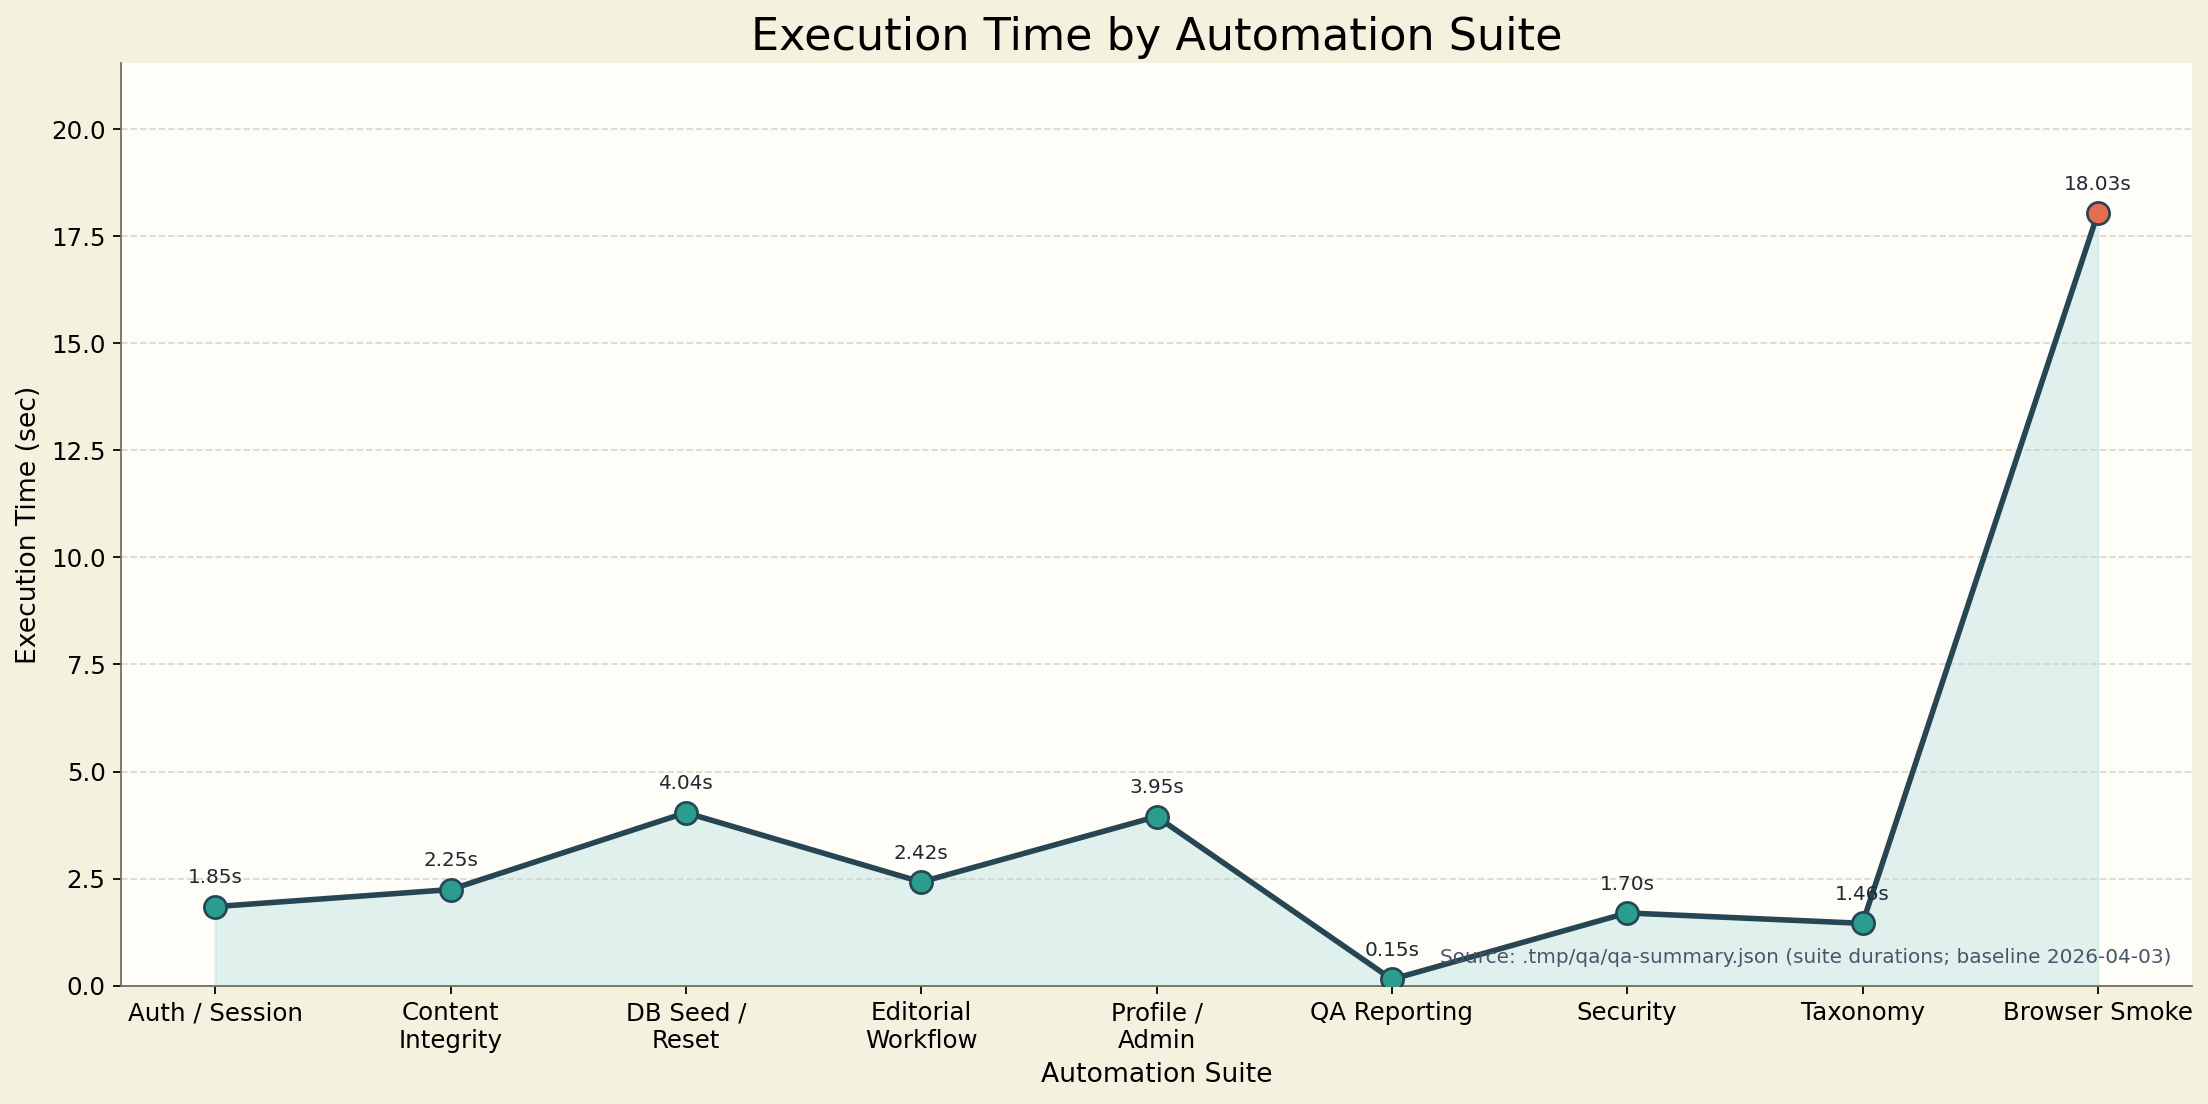 Execution Time by Automation Suite
Execution Time (sec)
20.0
17.5
15.0
12.5
10.0
7.5
5.0
2.5
0.0
1.85s
2.25s
4.04s
2.42s
3.95s
0.15s
1.70s
1.46s
18.03s
Source: .tmp/qa/qa-summary.json (suite durations; baseline 2026-04-03)
Auth / Session
Content
Integrity
DB Seed /
Reset
Editorial
Workflow
Profile /
Admin
QA Reporting
Security
Taxonomy
Browser Smoke
Automation Suite